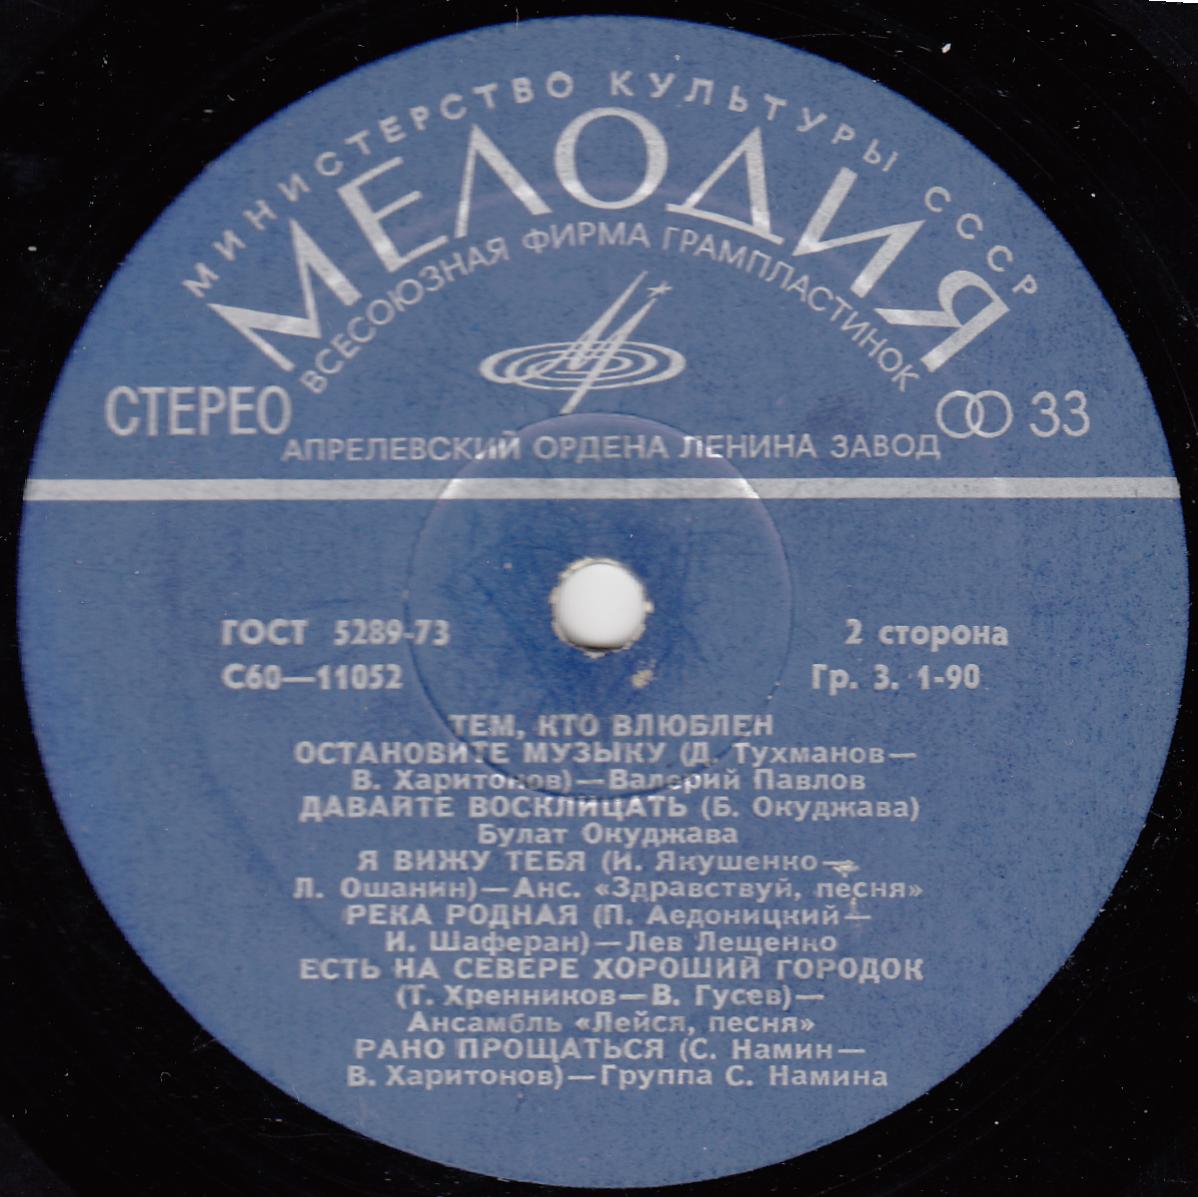 МИНИСТЕРСТВО КУЛЬТУРЫ СССР
МЕЛОДИЯ
ВСЕСОЮЗНАЯ ФИРМА ГРАМПЛАСТИНОК
СТЕРЕО
33
АПРЕЛЕВСКИЙ ОРДЕНА ЛЕНИНА ЗАВОД
ГОСТ 5289-73
2 сторона
С60—11052
Гр. 3. 1-90
ТЕМ, КТО ВЛЮБЛЕН
ОСТАНОВИТЕ МУЗЫКУ (Д. Тухманов—
В. Харитонов)—Валерий Павлов
ДАВАЙТЕ ВОСКЛИЦАТЬ (Б. Окуджава)
Булат Окуджава
Я ВИЖУ ТЕБЯ (И. Якушенко—
Л. Ошанин)—Анс. «Здравствуй, песня»
РЕКА РОДНАЯ (П. Аедоницкий—
И. Шаферан)—Лев Лещенко
ЕСТЬ НА СЕВЕРЕ ХОРОШИЙ ГОРОДОК
(Т. Хренников—В. Гусев)—
Ансамбль «Лейся, песня»
РАНО ПРОЩАТЬСЯ (С. Намин—
В. Харитонов)—Группа С. Намина